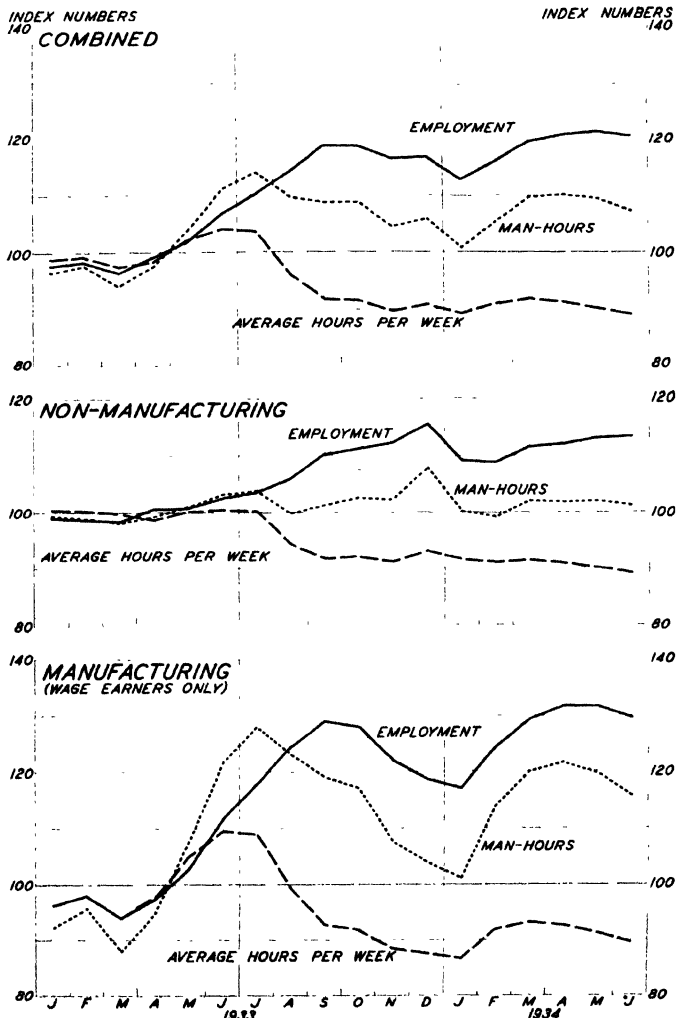 INDEX NUMBERS
INDEX NUMBERS
140
140
COMBINED
EMPLOYMENT
120
120
MAN-HOURS
100
100
AVERAGE HOURS PER WEEK
80
80
120
120
NON-MANUFACTURING
EMPLOYMENT
MAN-HOURS
100
100
AVERAGE HOURS PER WEEK
80
80
140
140
MANUFACTURING
(WAGE EARNERS ONLY)
EMPLOYMENT
120
120
MAN-HOURS
100
100
AVERAGE HOURS PER WEEK
80
80
J F M A M J J A S O N D J F M A M J
1933 1934